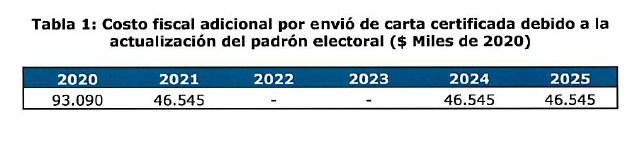 Tabla 1: Costo fiscal adicional por envió de carta certificada debido a la
actualización del padrón electoral ($ Miles de 2020)
2020 2021 2022 2023 2024 2025
93.090 46.545 - - 46.545 46.545